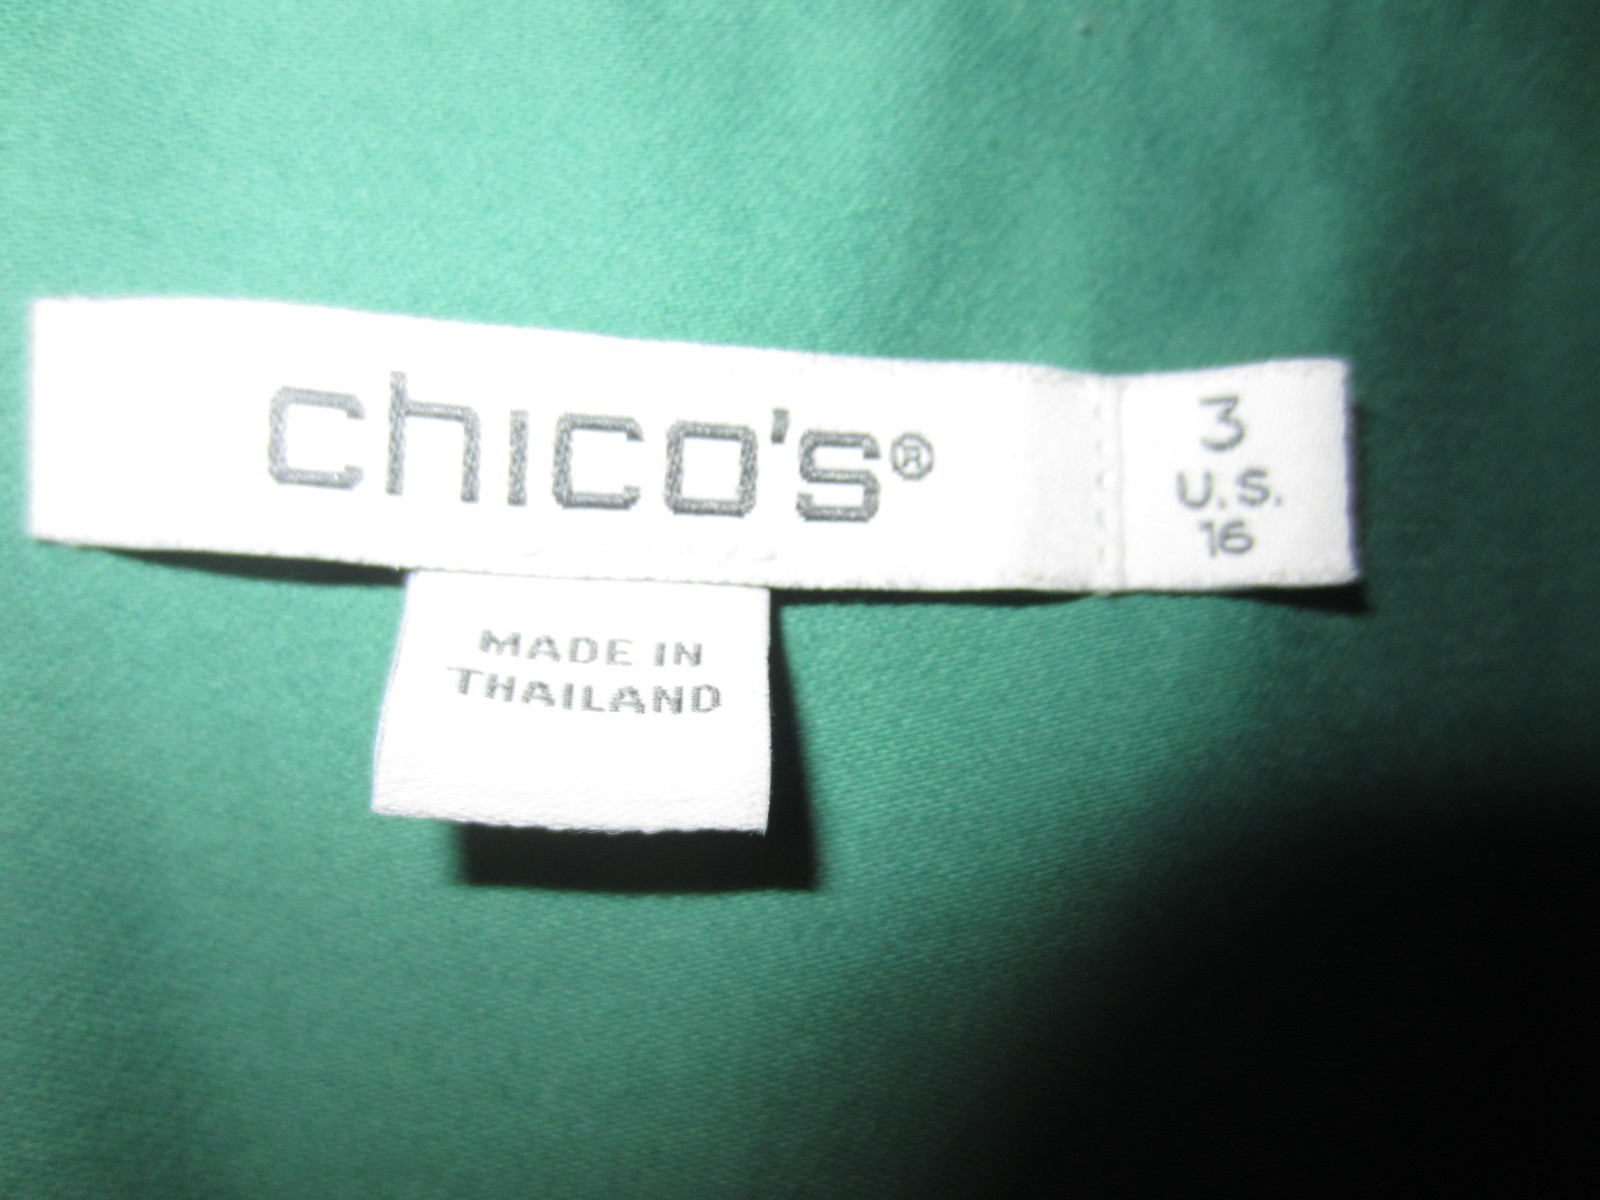 chico's®
3
U.S.
16
MADE IN
THAILAND